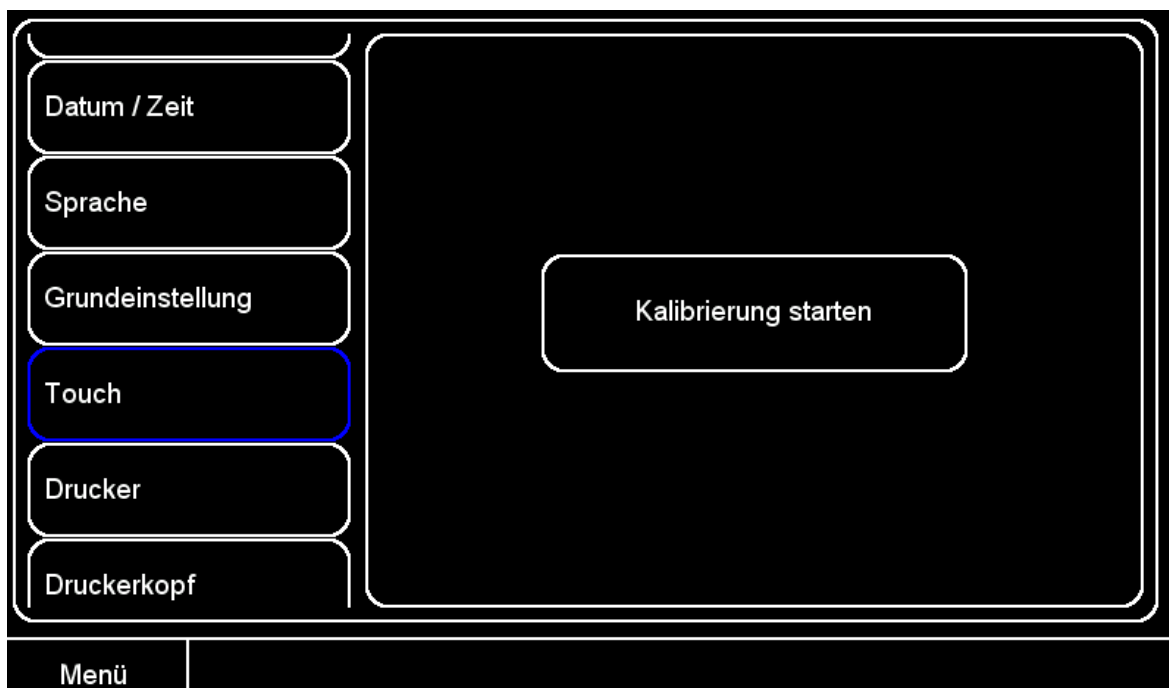 Datum / Zeit
Sprache
Grundeinstellung
Touch
Drucker
Druckerkopf
Kalibrierung starten
Menü